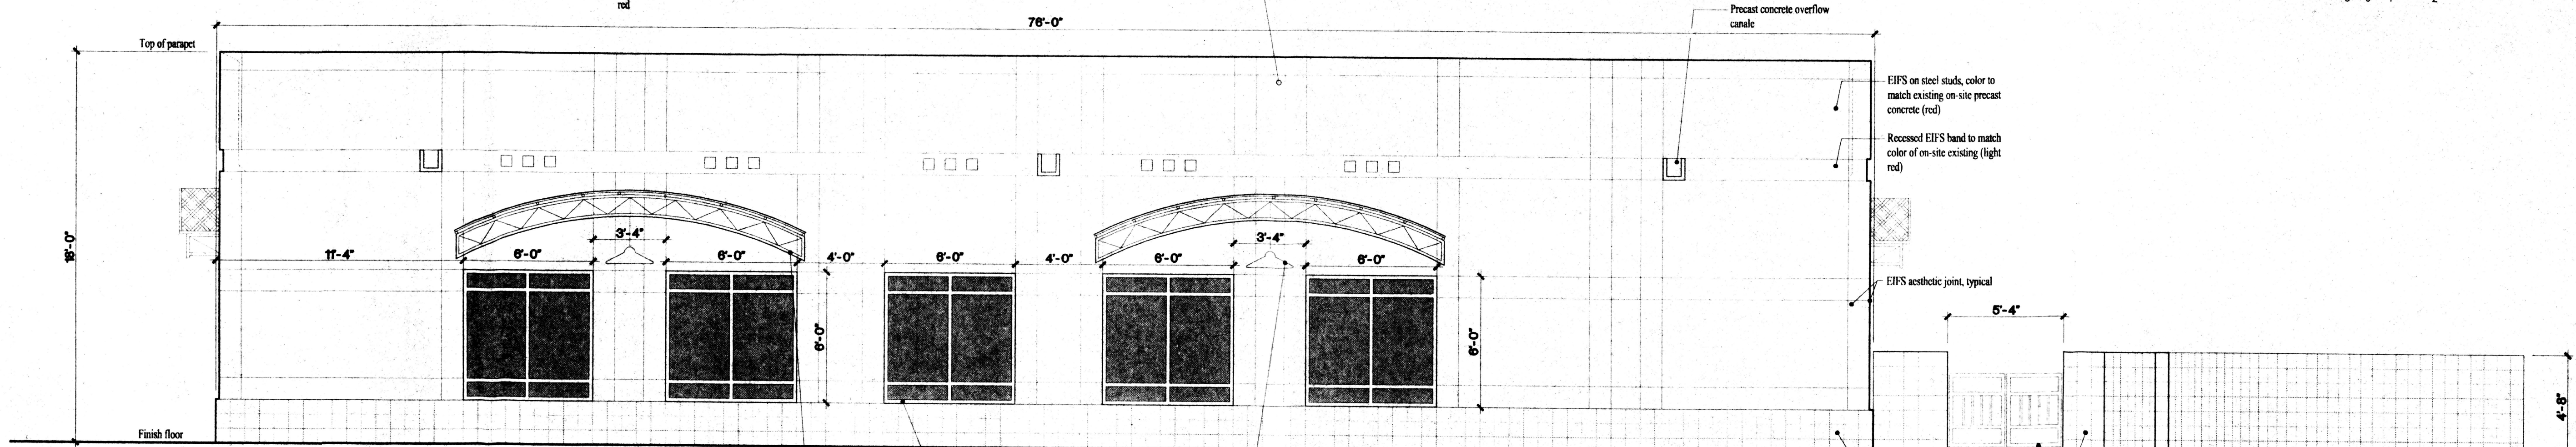 red
76'-0"
Precast concrete overflow
canale
Top of parapet
EIFS on steel studs, color to
match existing on-site precast
concrete (red)
Recessed EIFS band to match
color of on-site existing (light
red)
18'-0"
11'-4"
6'-0"
3'-4"
6'-0"
4'-0"
6'-0"
4'-0"
6'-0"
3'-4"
6'-0"
6'-0"
6'-0"
EIFS aesthetic joint, typical
5'-4"
4'-8"
Finish floor